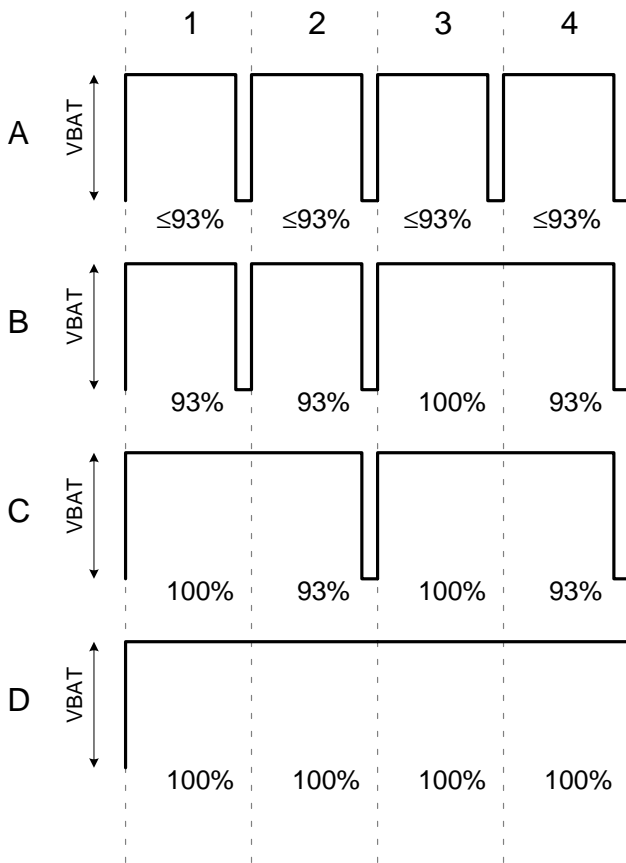 1 2 3 4
A VBAT
≤93% ≤93% ≤93% ≤93%
B VBAT
93% 93% 100% 93%
C VBAT
100% 93% 100% 93%
D VBAT
100% 100% 100% 100%